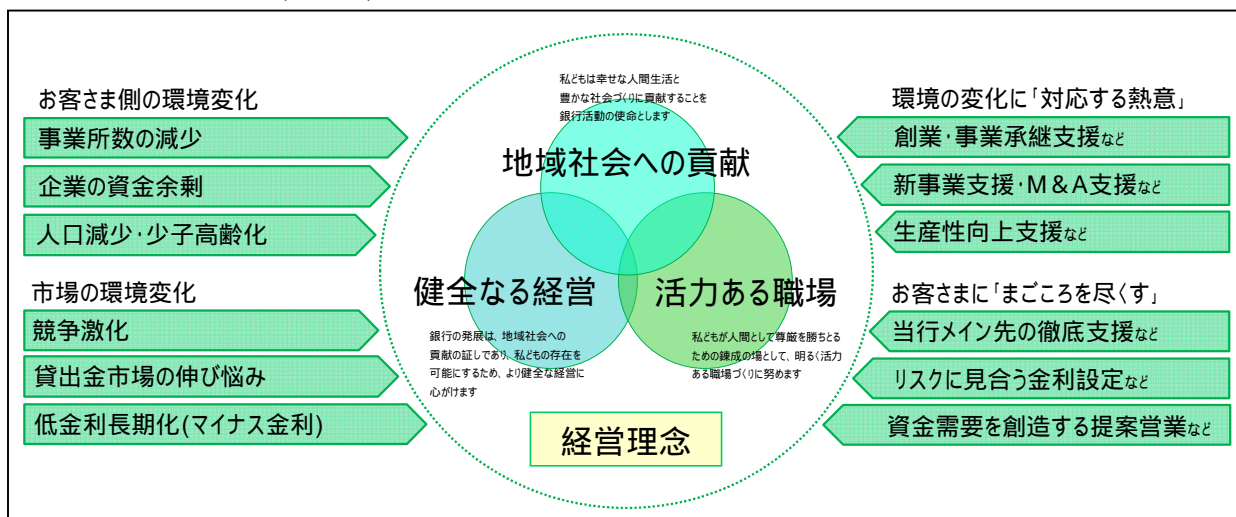 お客さま側の環境変化
事業所数の減少
企業の資金余剰
人口減少・少子高齢化
市場の環境変化
競争激化
貸出金市場の伸び悩み
低金利長期化(マイナス金利)
私どもは幸せな人間生活と
豊かな社会づくりに貢献することを
銀行活動の使命とします
地域社会への貢献
健全なる経営
銀行の発展は、地域社会への
貢献の証しであり、私どもの存在を
可能にするため、より健全な経営に
心がけます
活力ある職場
私どもが人間として尊厳を勝ちとる
ための錬成の場として、明るく活力
ある職場づくりに努めます
経営理念
環境の変化に「対応する熱意」
創業・事業承継支援など
新事業支援・M&A支援など
生産性向上支援など
お客さまに「まごころを尽くす」
当行メイン先の徹底支援など
リスクに見合う金利設定など
資金需要を創造する提案営業など